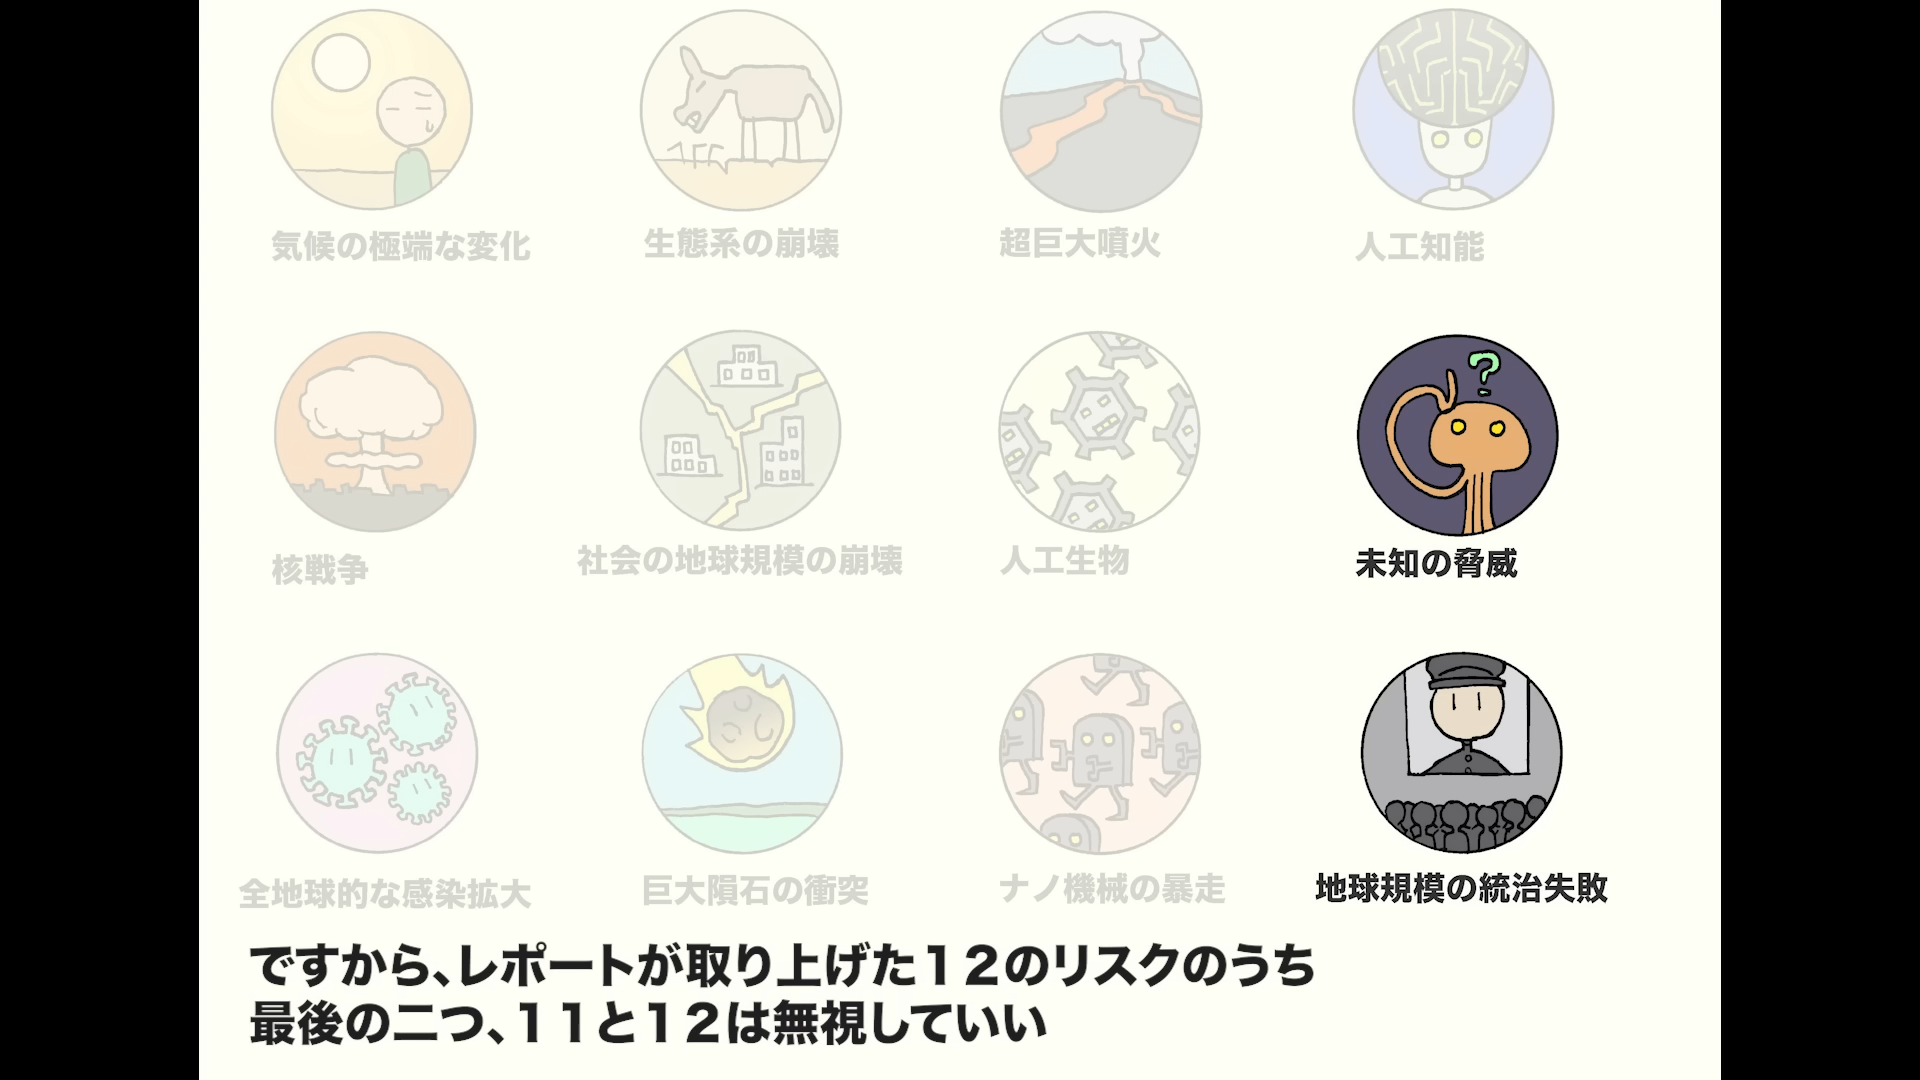 気候の極端な変化
生態系の崩壊
超巨大噴火
人工知能
核戦争
社会の地球規模の崩壊
人工生物
未知の脅威
全地球的な感染拡大
巨大隕石の衝突
ナノ機械の暴走
地球規模の統治失敗
ですから、レポートが取り上げた１２のリスクのうち
最後の二つ、１１と１２は無視していい